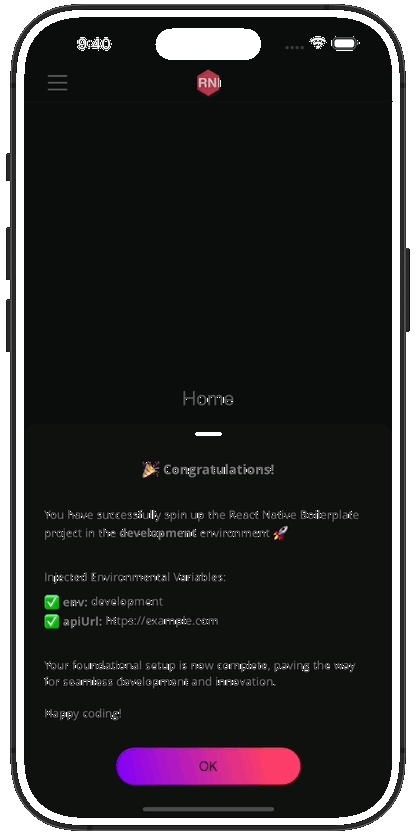 9:40
RN
Home
🎉 Congratulations!
You have successfully spin up the React Native Boilerplate
project in the development environment 🚀
Injected Environmental Variables:
✅ env: development
✅ apiUrl: https://example.com
Your foundational setup is now complete, paving the way
for seamless development and innovation.
Happy coding!
OK